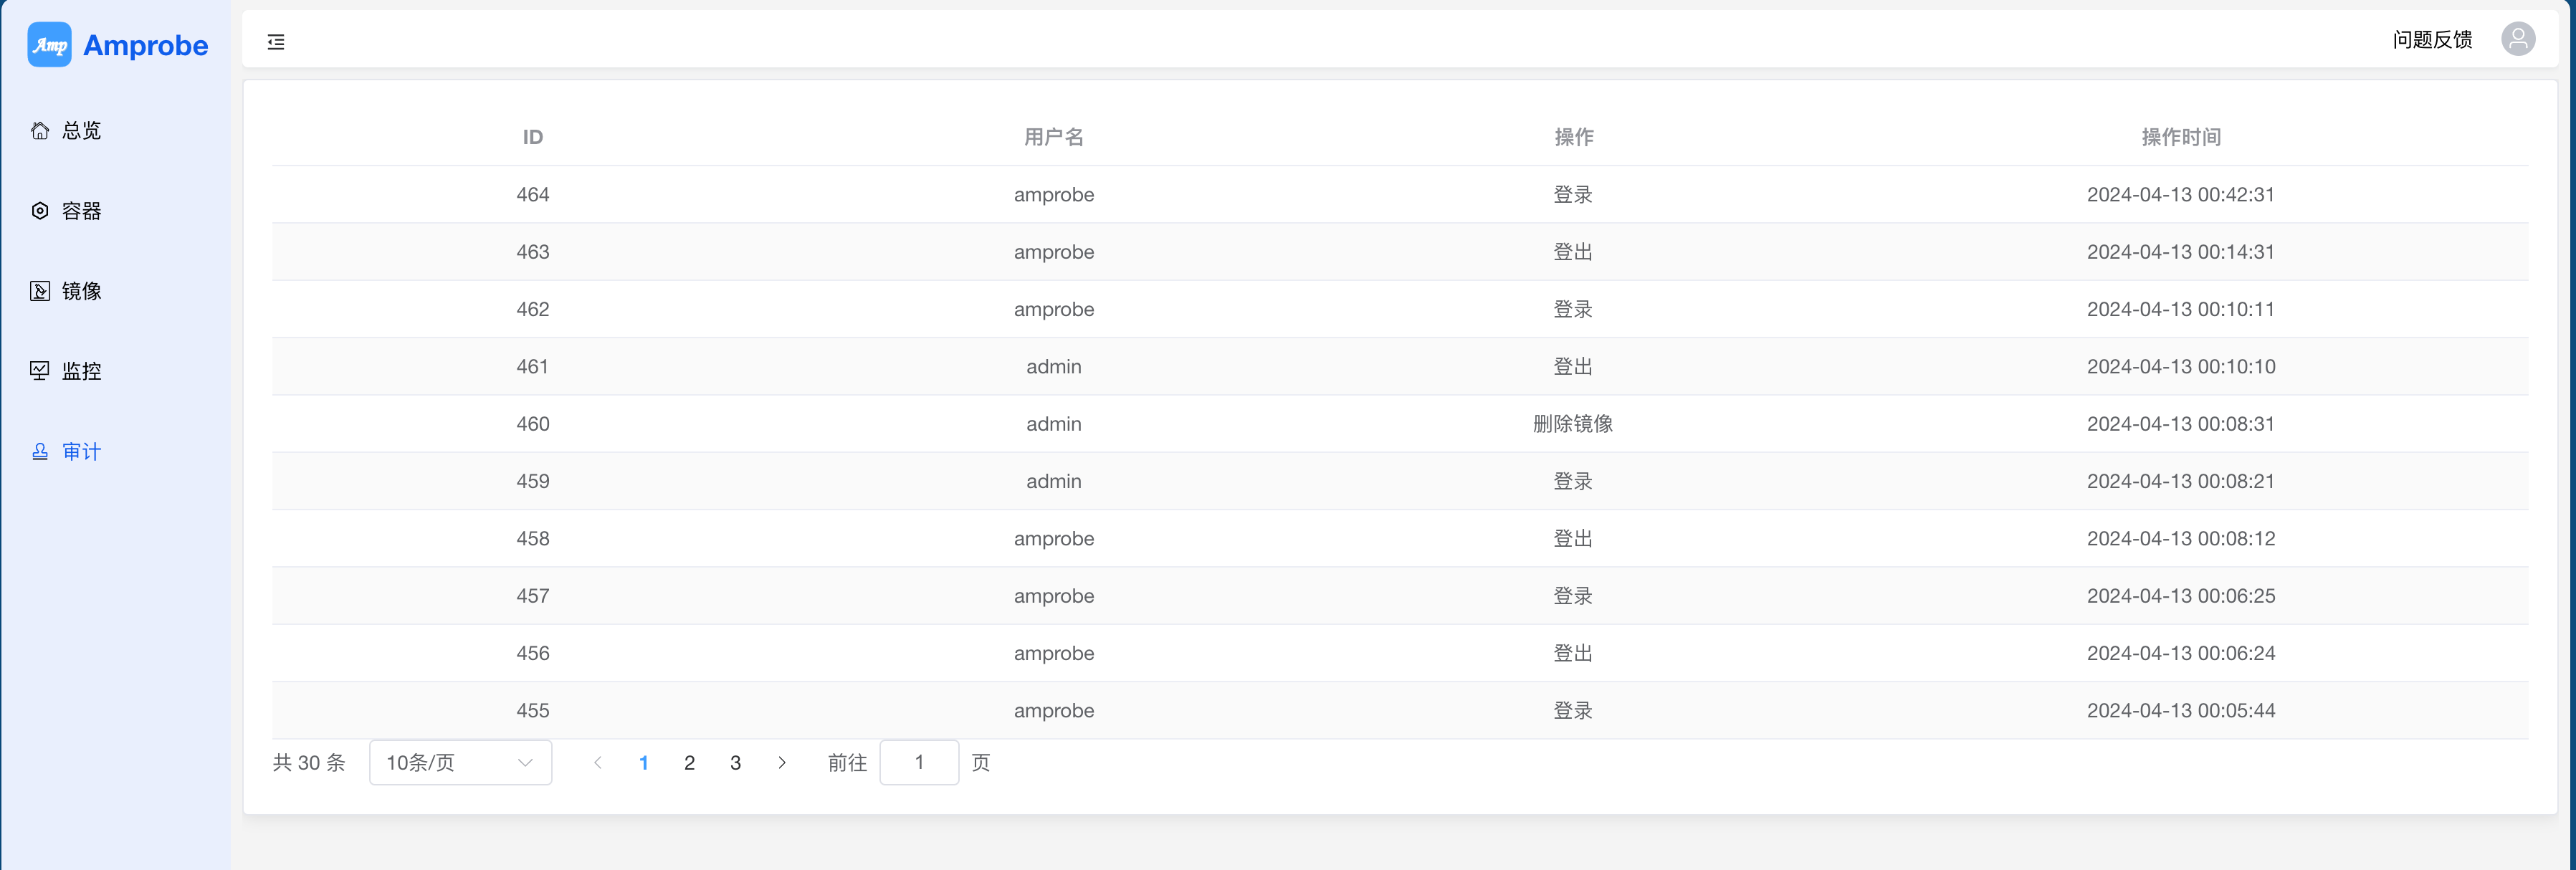 Amp Amprobe
问题反馈
总览
容器
镜像
监控
审计
ID 用户名 操作 操作时间
464 amprobe 登录 2024-04-13 00:42:31
463 amprobe 登出 2024-04-13 00:14:31
462 amprobe 登录 2024-04-13 00:10:11
461 admin 登出 2024-04-13 00:10:10
460 admin 删除镜像 2024-04-13 00:08:31
459 admin 登录 2024-04-13 00:08:21
458 amprobe 登出 2024-04-13 00:08:12
457 amprobe 登录 2024-04-13 00:06:25
456 amprobe 登出 2024-04-13 00:06:24
455 amprobe 登录 2024-04-13 00:05:44
共 30 条 10条/页 1 2 3 前往 1 页